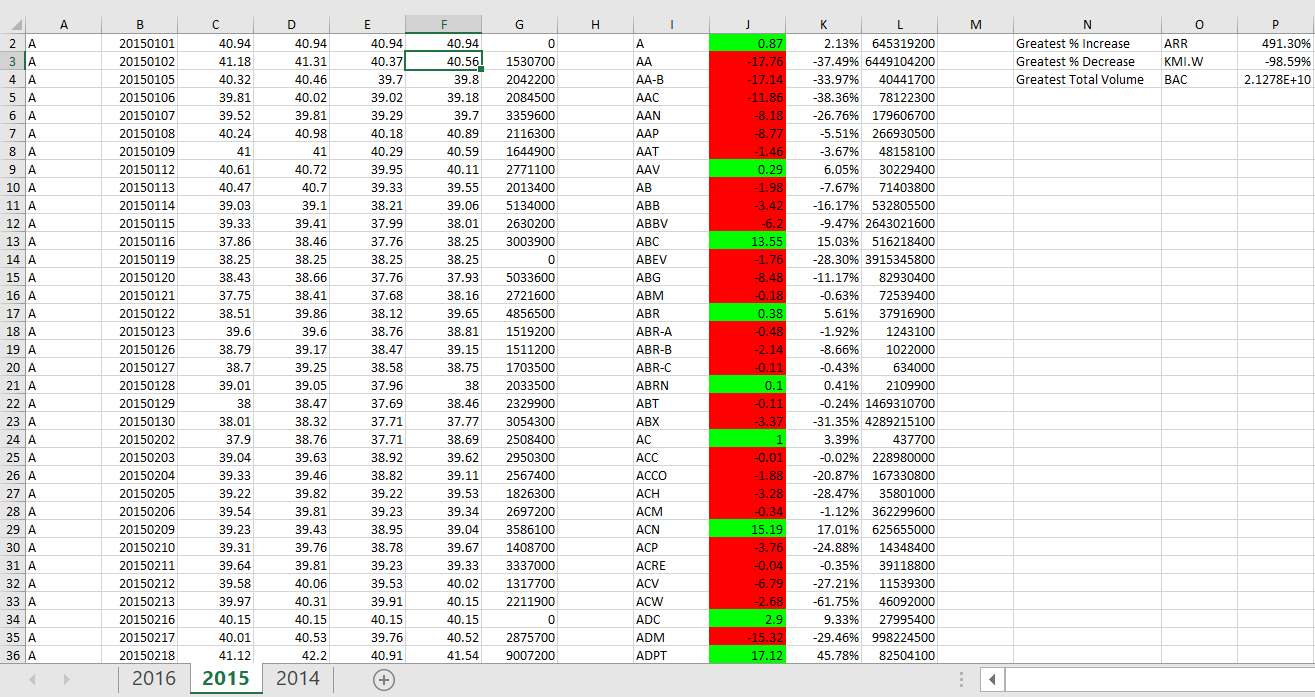 A B C D E F G H I J K L M N O P
2 A 20150101 40.94 40.94 40.94 40.94 0 A 0.87 2.13% 645319200 Greatest % Increase ARR 491.30%
3 A 20150102 41.18 41.31 40.37 40.56 1530700 AA -17.76 -37.49% 6449104200 Greatest % Decrease KMI.W -98.59%
4 A 20150105 40.32 40.46 39.7 39.8 2042200 AA-B -17.14 -33.97% 40441700 Greatest Total Volume BAC 2.1278E+10
5 A 20150106 39.81 40.02 39.02 39.18 2084500 AAC -11.86 -38.36% 78122300
6 A 20150107 39.52 39.81 39.29 39.7 3359600 AAN -8.18 -26.76% 179606700
7 A 20150108 40.24 40.98 40.18 40.89 2116300 AAP -8.77 -5.51% 266930500
8 A 20150109 41 41 40.29 40.59 1644900 AAT -1.46 -3.67% 48158100
9 A 20150112 40.61 40.72 39.95 40.11 2771100 AAV 0.29 6.05% 30229400
10 A 20150113 40.47 40.7 39.33 39.55 2013400 AB -1.98 -7.67% 71403800
11 A 20150114 39.03 39.1 38.21 39.06 5134000 ABB -3.42 -16.17% 532805500
12 A 20150115 39.33 39.41 37.99 38.01 2630200 ABBV -6.2 -9.47% 2643021600
13 A 20150116 37.86 38.46 37.76 38.25 3003900 ABC 13.55 15.03% 516218400
14 A 20150119 38.25 38.25 38.25 38.25 0 ABEV -1.76 -28.30% 3915345800
15 A 20150120 38.43 38.66 37.76 37.93 5033600 ABG -8.48 -11.17% 82930400
16 A 20150121 37.75 38.41 37.68 38.16 2721600 ABM -0.18 -0.63% 72539400
17 A 20150122 38.51 39.86 38.12 39.65 4856500 ABR 0.38 5.61% 37916900
18 A 20150123 39.6 39.6 38.76 38.81 1519200 ABR-A -0.48 -1.92% 1243100
19 A 20150126 38.79 39.17 38.47 39.15 1511200 ABR-B -2.14 -8.66% 1022000
20 A 20150127 38.7 39.25 38.58 38.75 1703500 ABR-C -0.11 -0.43% 634000
21 A 20150128 39.01 39.05 37.96 38 2033500 ABRN 0.1 0.41% 2109900
22 A 20150129 38 38.47 37.69 38.46 2329900 ABT -0.11 -0.24% 1469310700
23 A 20150130 38.01 38.32 37.71 37.77 3054300 ABX -3.37 -31.35% 4289215100
24 A 20150202 37.9 38.76 37.71 38.69 2508400 AC 1 3.39% 437700
25 A 20150203 39.04 39.63 38.92 39.62 2950300 ACC -0.01 -0.02% 228980000
26 A 20150204 39.33 39.46 38.82 39.11 2567400 ACCO -1.88 -20.87% 167330800
27 A 20150205 39.22 39.82 39.22 39.53 1826300 ACH -3.28 -28.47% 35801000
28 A 20150206 39.54 39.81 39.23 39.34 2697200 ACM -0.34 -1.12% 362299600
29 A 20150209 39.23 39.43 38.95 39.04 3586100 ACN 15.19 17.01% 625655000
30 A 20150210 39.31 39.76 38.78 39.67 1408700 ACP -3.76 -24.88% 14348400
31 A 20150211 39.64 39.81 39.23 39.33 3337000 ACRE -0.04 -0.35% 39118800
32 A 20150212 39.58 40.06 39.53 40.02 1317700 ACV -6.79 -27.21% 11539300
33 A 20150213 39.97 40.31 39.91 40.15 2211900 ACW -2.68 -61.75% 46092000
34 A 20150216 40.15 40.15 40.15 40.15 0 ADC 2.9 9.33% 27995400
35 A 20150217 40.01 40.53 39.76 40.52 2875700 ADM -15.32 -29.46% 998224500
36 A 20150218 41.12 42.2 40.91 41.54 9007200 ADPT 17.12 45.78% 82504100
2016 2015 2014